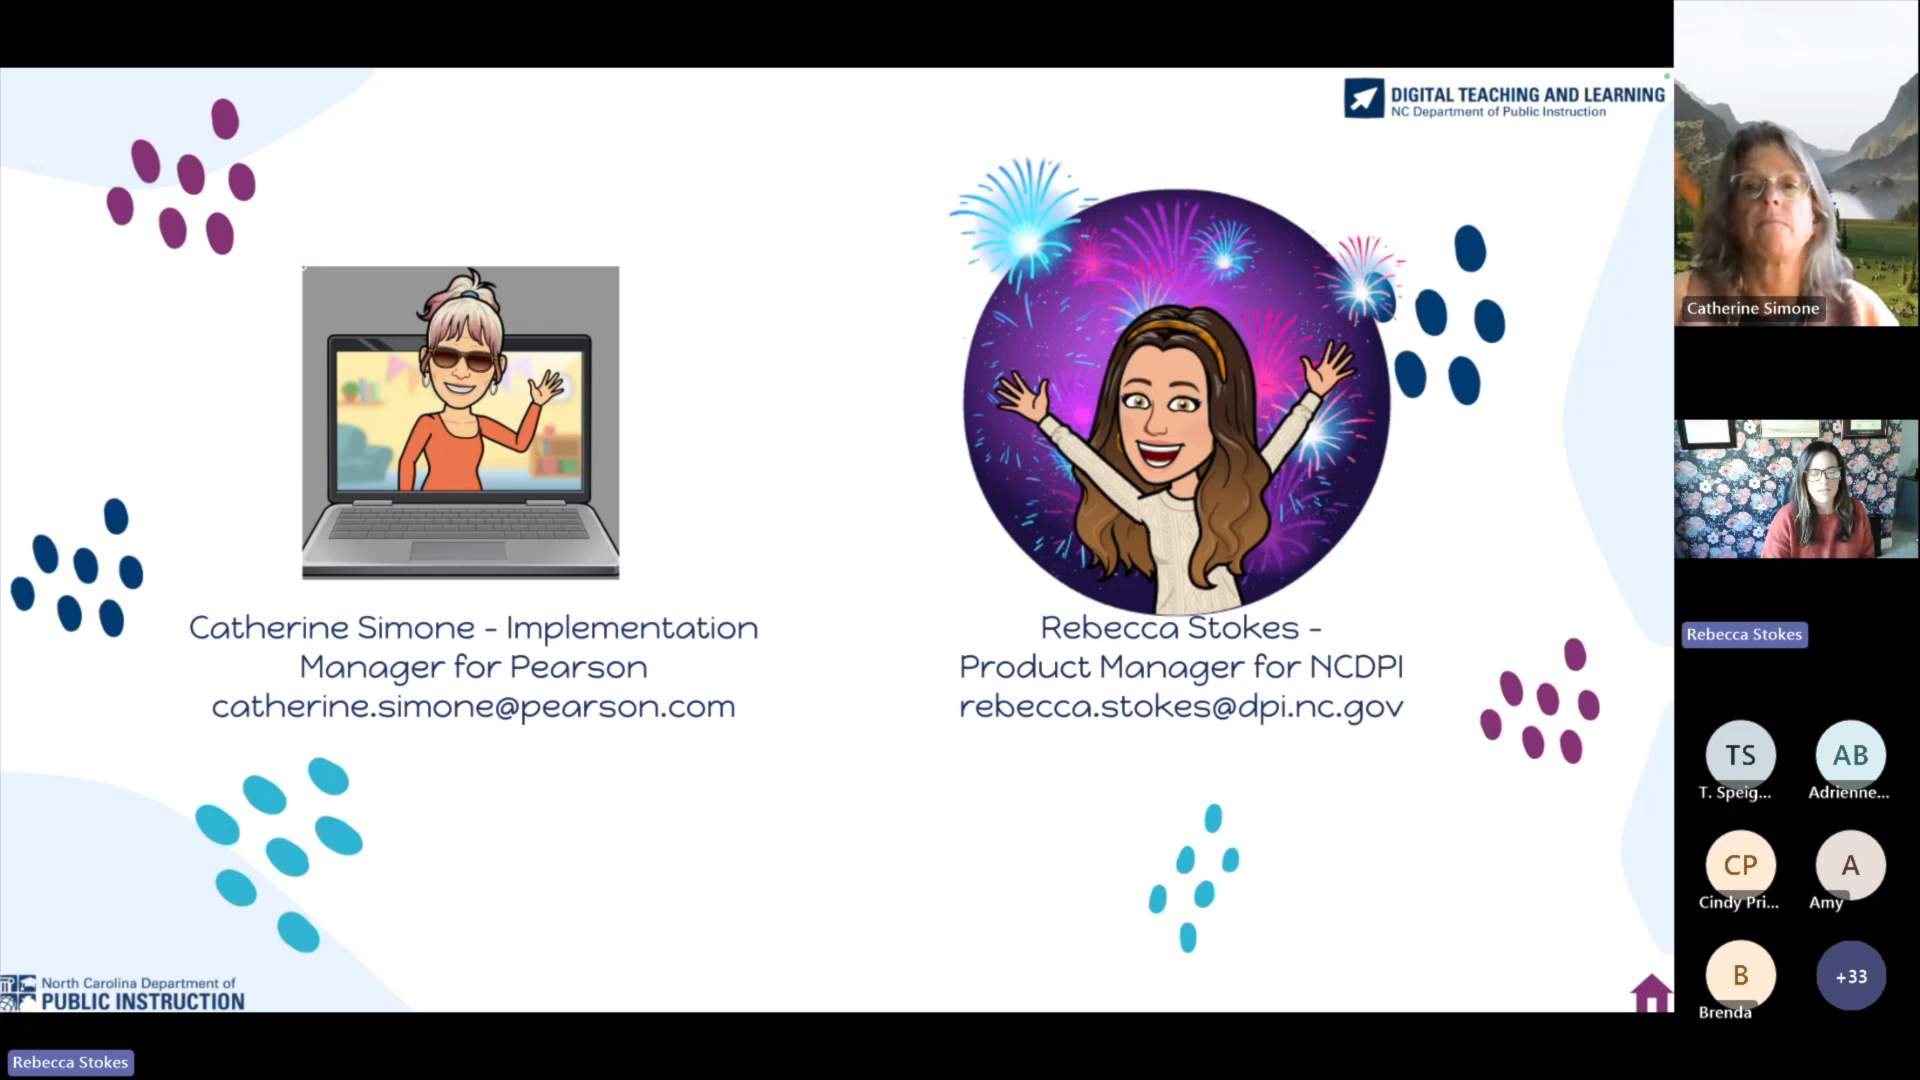 DIGITAL TEACHING AND LEARNING
NC Department of Public Instruction
Catherine Simone - Implementation
Manager for Pearson
catherine.simone@pearson.com
Rebecca Stokes -
Product Manager for NCDPI
rebecca.stokes@dpi.nc.gov
North Carolina Department of
PUBLIC INSTRUCTION
Rebecca Stokes
Catherine Simone
Rebecca Stokes
TS
T. Speig...
AB
Adrienne...
CP
Cindy Pri...
A
Amy
B
Brenda
+33